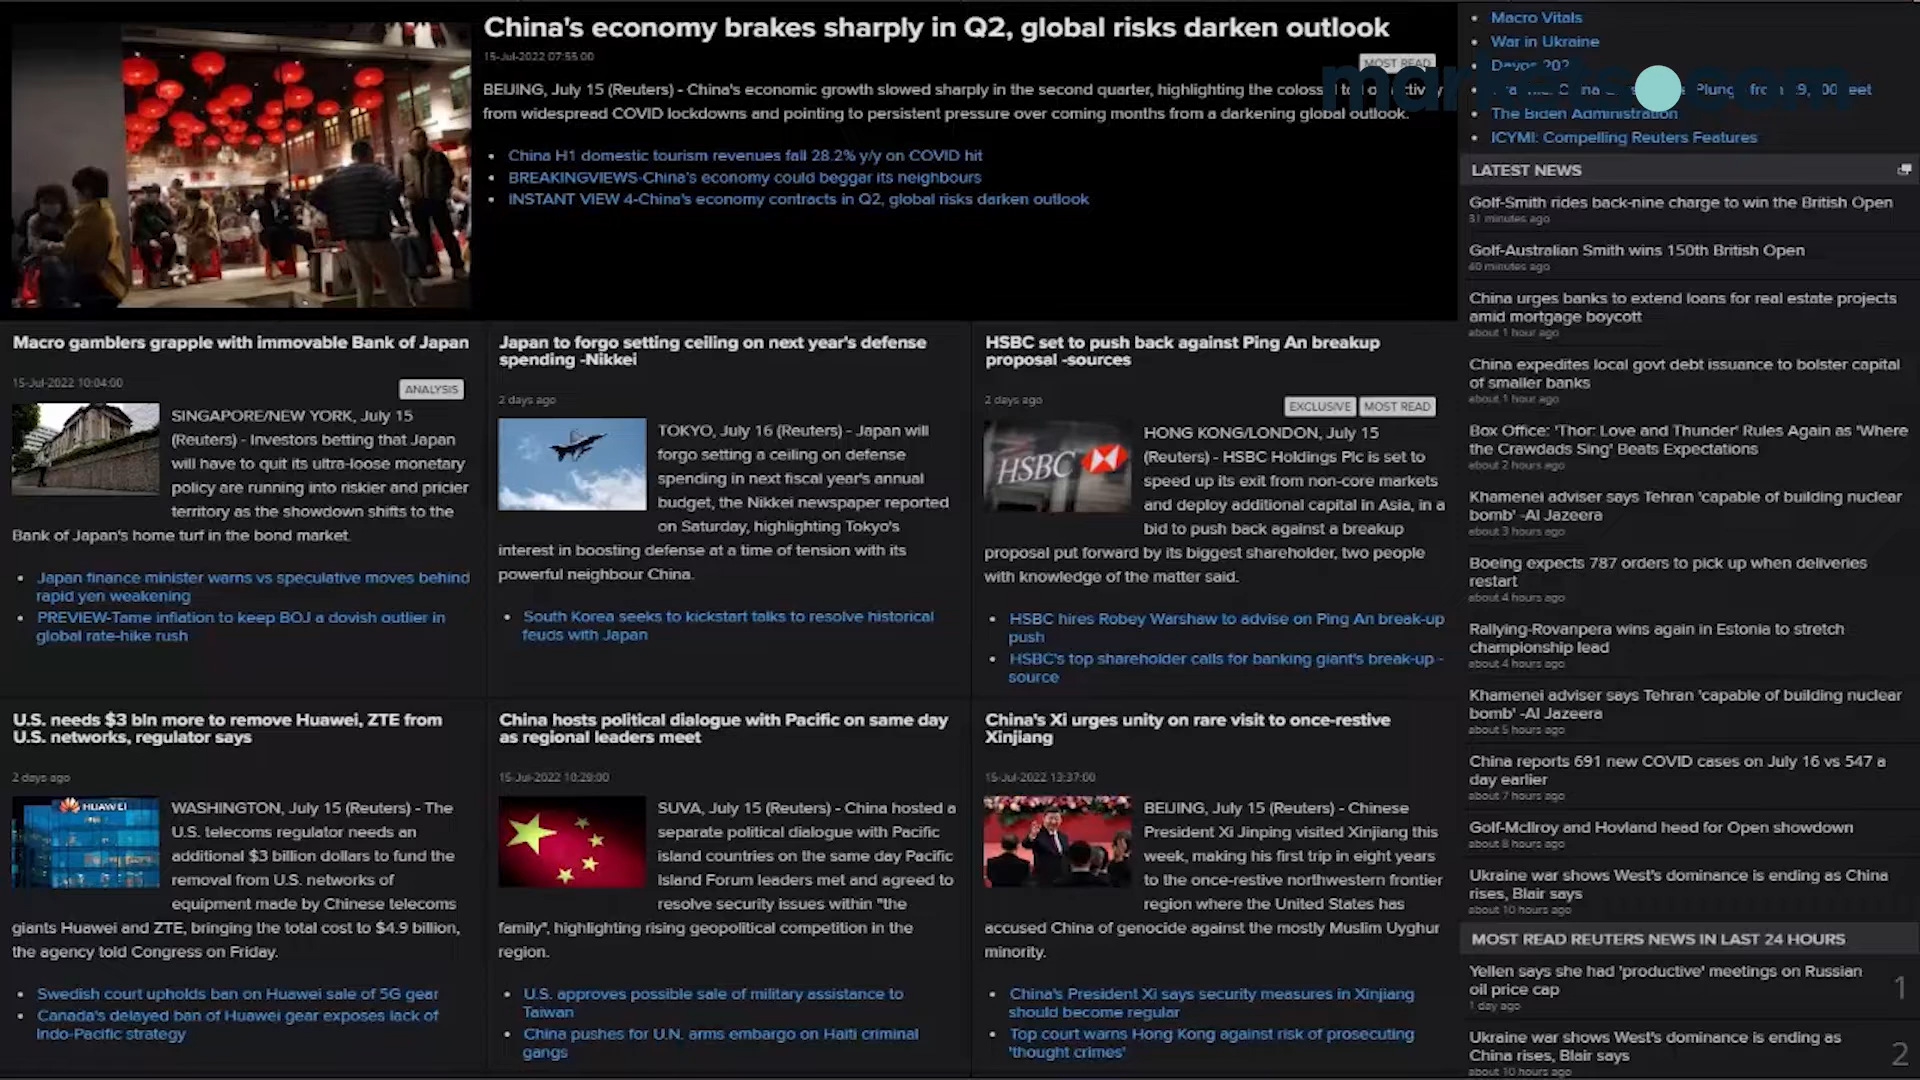 China's economy brakes sharply in Q2, global risks darken outlook
15-Jul-2022 07:55:00
MOST READ
BEIJING, July 15 (Reuters) - China's economic growth slowed sharply in the second quarter, highlighting the
from widespread COVID lockdowns and pointing to persistent pressure over coming months from a darkening global outlook.
• China H1 domestic tourism revenues fall 28.2% y/y on COVID hit
• BREAKINGVIEWS-China's economy could beggar its neighbours
• INSTANT VIEW 4-China's economy contracts in Q2, global risks darken outlook
Macro gamblers grapple with immovable Bank of Japan
15-Jul-2022 10:04:00
ANALYSIS
SINGAPORE/NEW YORK, July 15
(Reuters) - Investors betting that Japan
will have to quit its ultra-loose monetary
policy are running into riskier and pricier
territory as the showdown shifts to the
Bank of Japan's home turf in the bond market.
• Japan finance minister warns vs speculative moves behind
rapid yen weakening
• PREVIEW-Tame inflation to keep BOJ a dovish outlier in
global rate-hike rush
Japan to forgo setting ceiling on next year's defense
spending -Nikkei
2 days ago
TOKYO, July 16 (Reuters) - Japan will
forgo setting a ceiling on defense
spending in next fiscal year's annual
budget, the Nikkei newspaper reported
on Saturday, highlighting Tokyo's
interest in boosting defense at a time of tension with its
powerful neighbour China.
• South Korea seeks to kickstart talks to resolve historical
feuds with Japan
HSBC set to push back against Ping An breakup
proposal -sources
2 days ago
EXCLUSIVE MOST READ
HSBC
HONG KONG/LONDON, July 15
(Reuters) - HSBC Holdings Plc is set to
speed up its exit from non-core markets
and deploy additional capital in Asia, in a
bid to push back against a breakup
proposal put forward by its biggest shareholder, two people
with knowledge of the matter said.
• HSBC hires Robey Warshaw to advise on Ping An break-up
push
• HSBC's top shareholder calls for banking giant's break-up -
source
U.S. needs $3 bln more to remove Huawei, ZTE from
U.S. networks, regulator says
2 days ago
HUAWEI
WASHINGTON, July 15 (Reuters) - The
U.S. telecoms regulator needs an
additional $3 billion dollars to fund the
removal from U.S. networks of
equipment made by Chinese telecoms
giants Huawei and ZTE, bringing the total cost to $4.9 billion,
the agency told Congress on Friday.
• Swedish court upholds ban on Huawei sale of 5G gear
• Canada's delayed ban of Huawei gear exposes lack of
Indo-Pacific strategy
China hosts political dialogue with Pacific on same day
as regional leaders meet
15-Jul-2022 10:29:00
SUVA, July 15 (Reuters) - China hosted a
separate political dialogue with Pacific
island countries on the same day Pacific
Island Forum leaders met and agreed to
resolve security issues within "the
family", highlighting rising geopolitical competition in the
region.
• U.S. approves possible sale of military assistance to
Taiwan
• China pushes for U.N. arms embargo on Haiti criminal
gangs
China's Xi urges unity on rare visit to once-restive
Xinjiang
15-Jul-2022 13:37:00
BEIJING, July 15 (Reuters) - Chinese
President Xi Jinping visited Xinjiang this
week, making his first trip in eight years
to the once-restive northwestern frontier
region where the United States has
accused China of genocide against the mostly Muslim Uyghur
minority.
• China's President Xi says security measures in Xinjiang
should become regular
• Top court warns Hong Kong against risk of prosecuting
'thought crimes'
• Macro Vitals
• War in Ukraine
• Davos
markets.com
• The Biden Administration
• ICYMI: Compelling Reuters Features
LATEST NEWS
Golf-Smith rides back-nine charge to win the British Open
31 minutes ago
Golf-Australian Smith wins 150th British Open
60 minutes ago
China urges banks to extend loans for real estate projects
amid mortgage boycott
about 1 hour ago
China expedites local govt debt issuance to bolster capital
of smaller banks
about 1 hour ago
Box Office: 'Thor: Love and Thunder' Rules Again as 'Where
the Crawdads Sing' Beats Expectations
about 2 hours ago
Khamenei adviser says Tehran 'capable of building nuclear
bomb' -Al Jazeera
about 3 hours ago
Boeing expects 787 orders to pick up when deliveries
restart
about 4 hours ago
Rallying-Rovanpera wins again in Estonia to stretch
championship lead
about 4 hours ago
Khamenei adviser says Tehran 'capable of building nuclear
bomb' -Al Jazeera
about 5 hours ago
China reports 691 new COVID cases on July 16 vs 547 a
day earlier
about 7 hours ago
Golf-McIlroy and Hovland head for Open showdown
about 8 hours ago
Ukraine war shows West's dominance is ending as China
rises, Blair says
about 10 hours ago
MOST READ REUTERS NEWS IN LAST 24 HOURS
Yellen says she had 'productive' meetings on Russian
oil price cap
1 day ago
1
Ukraine war shows West's dominance is ending as
China rises, Blair says
about 10 hours ago
2